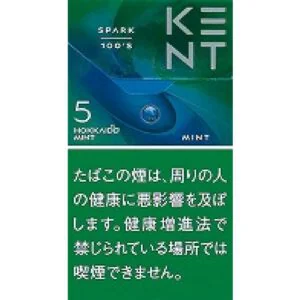 SPARK
100'S
KENT
5
HOKKAIDO
MINT
MINT
たばこの煙は、周りの人
の健康に悪影響を及ぼ
します。健康増進法で
禁じられている場所では
喫煙できません。